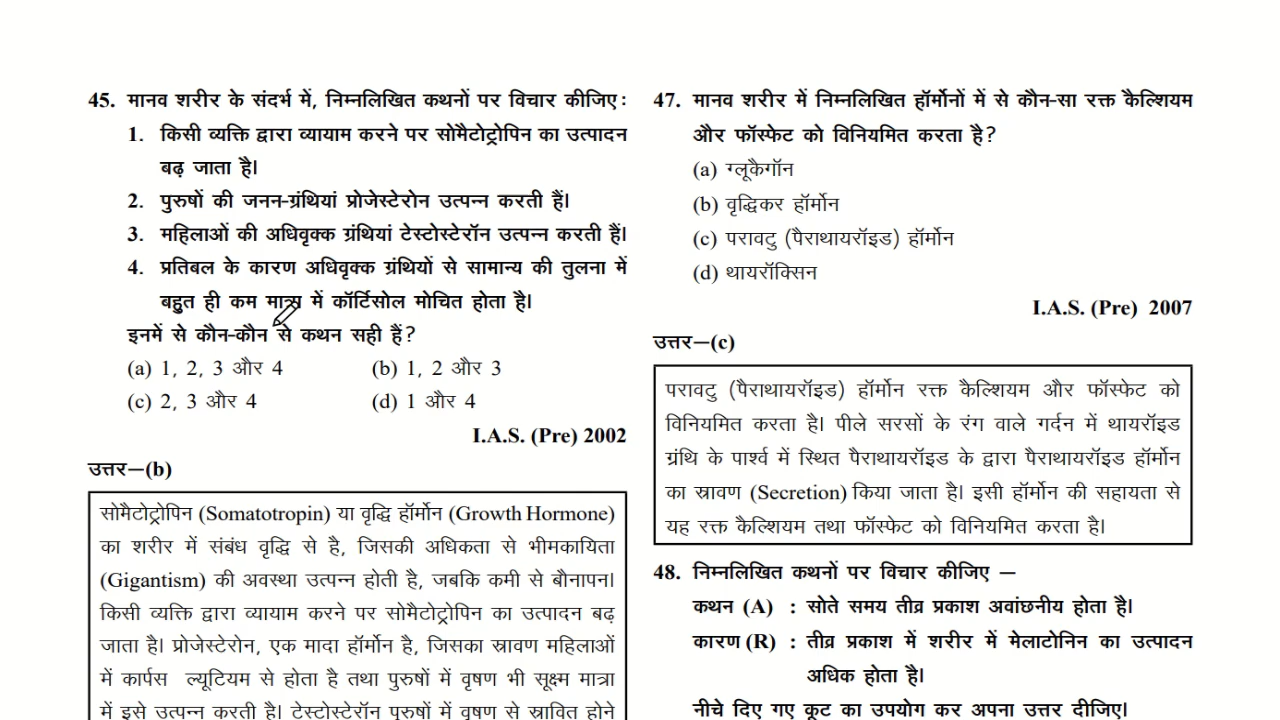 45. मानव शरीर के संदर्भ में, निम्नलिखित कथनों पर विचार कीजिए :
1. किसी व्यक्ति द्वारा व्यायाम करने पर सोमैटोट्रोपिन का उत्पादन
बढ़ जाता है।
2. पुरुषों की जनन-ग्रंथियां प्रोजेस्टेरोन उत्पन्न करती हैं।
3. महिलाओं की अधिवृक्क ग्रंथियां टेस्टोस्टेरॉन उत्पन्न करती हैं।
4. प्रतिबल के कारण अधिवृक्क ग्रंथियों से सामान्य की तुलना में
बहुत ही कम मात्रा में कॉर्टिसोल मोचित होता है।
इनमें से कौन-कौन से कथन सही हैं?
(a) 1, 2, 3 और 4 (b) 1, 2 और 3
(c) 2, 3 और 4 (d) 1 और 4
I.A.S. (Pre) 2002
उत्तर—(b)
सोमैटोट्रोपिन (Somatotropin) या वृद्धि हॉर्मोन (Growth Hormone)
का शरीर में संबंध वृद्धि से है, जिसकी अधिकता से भीमकायिता
(Gigantism) की अवस्था उत्पन्न होती है, जबकि कमी से बौनापन।
किसी व्यक्ति द्वारा व्यायाम करने पर सोमैटोट्रोपिन का उत्पादन बढ़
जाता है। प्रोजेस्टेरोन, एक मादा हॉर्मोन है, जिसका स्रावण महिलाओं
में कार्पस ल्यूटियम से होता है तथा पुरुषों में वृषण भी सूक्ष्म मात्रा
में इसे उत्पन्न करती है। टेस्टोस्टेरॉन पुरुषों में वृषण से स्रावित होने
47. मानव शरीर में निम्नलिखित हॉर्मोनों में से कौन-सा रक्त कैल्शियम
और फॉस्फेट को विनियमित करता है?
(a) ग्लूकैगॉन
(b) वृद्धिकर हॉर्मोन
(c) परावटु (पैराथायरॉइड) हॉर्मोन
(d) थायरॉक्सिन
I.A.S. (Pre) 2007
उत्तर—(c)
परावटु (पैराथायरॉइड) हॉर्मोन रक्त कैल्शियम और फॉस्फेट को
विनियमित करता है। पीले सरसों के रंग वाले गर्दन में थायरॉइड
ग्रंथि के पार्श्व में स्थित पैराथायरॉइड के द्वारा पैराथायरॉइड हॉर्मोन
का स्रावण (Secretion) किया जाता है। इसी हॉर्मोन की सहायता से
यह रक्त कैल्शियम तथा फॉस्फेट को विनियमित करता है।
48. निम्नलिखित कथनों पर विचार कीजिए —
कथन (A) : सोते समय तीव्र प्रकाश अवांछनीय होता है।
कारण (R) : तीव्र प्रकाश में शरीर में मेलाटोनिन का उत्पादन
अधिक होता है।
नीचे दिए गए कूट का उपयोग कर अपना उत्तर दीजिए।